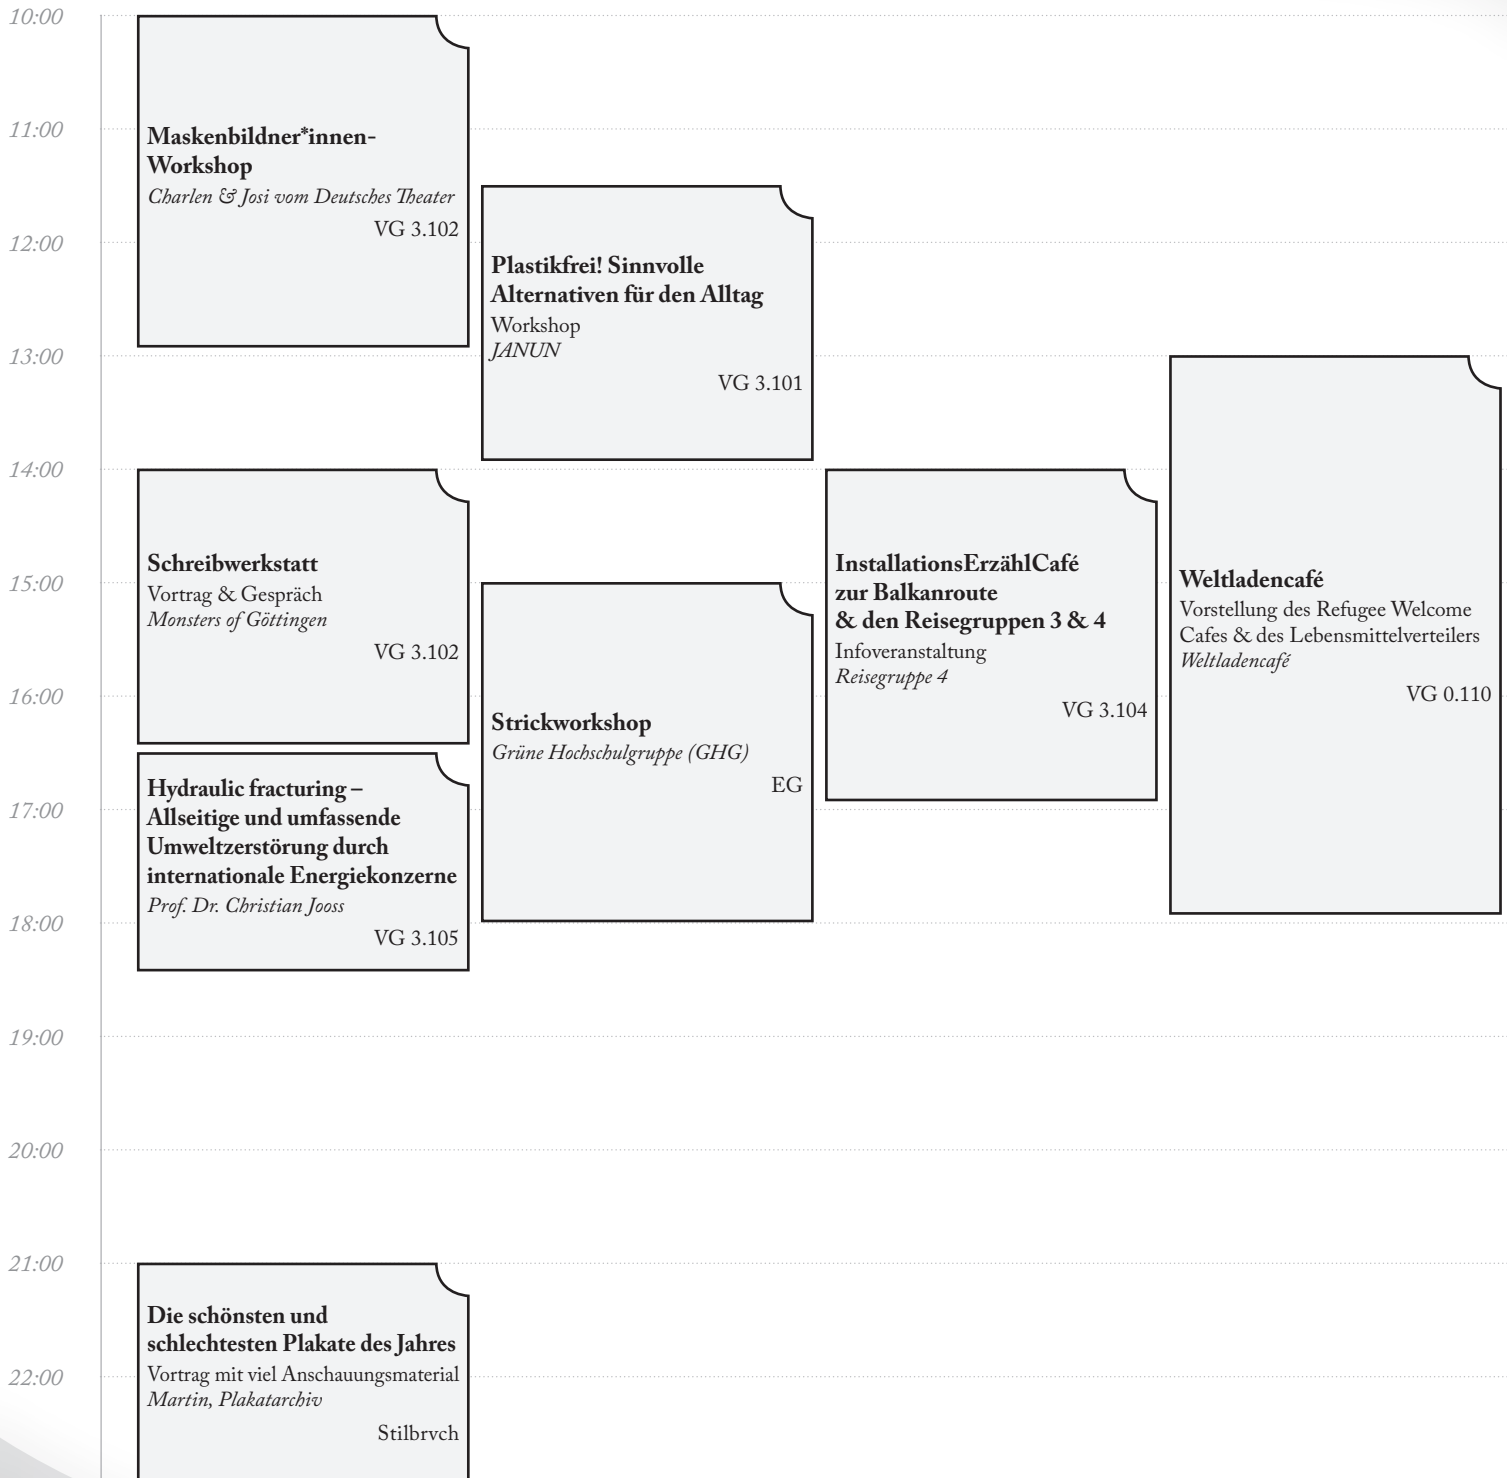 10:00
11:00
12:00
13:00
14:00
15:00
16:00
17:00
18:00
19:00
20:00
21:00
22:00
Maskenbildner*innen-
Workshop
Charlen & Josi vom Deutsches Theater
VG 3.102
Plastikfrei! Sinnvolle
Alternativen für den Alltag
Workshop
JANUN
VG 3.101
Schreibwerkstatt
Vortrag & Gespräch
Monsters of Göttingen
VG 3.102
InstallationsErzählCafé
zur Balkanroute
& den Reisegruppen 3 & 4
Infoveranstaltung
Reisegruppe 4
VG 3.104
Weltladencafé
Vorstellung des Refugee Welcome
Cafes & des Lebensmittelverteilers
Weltladencafé
VG 0.110
Strickworkshop
Grüne Hochschulgruppe (GHG)
EG
Hydraulic fracturing –
Allseitige und umfassende
Umweltzerstörung durch
internationale Energiekonzerne
Prof. Dr. Christian Jooss
VG 3.105
Die schönsten und
schlechtesten Plakate des Jahres
Vortrag mit viel Anschauungsmaterial
Martin, Plakatarchiv
Stilbrvch